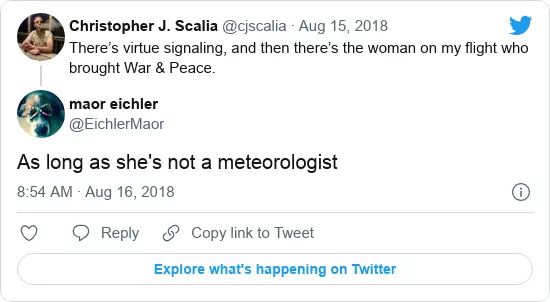 Christopher J. Scalia @cjscalia · Aug 15, 2018
There’s virtue signaling, and then there’s the woman on my flight who
brought War & Peace.
maor eichler
@EichlerMaor
As long as she's not a meteorologist
8:54 AM · Aug 16, 2018
Reply
Copy link to Tweet
Explore what's happening on Twitter